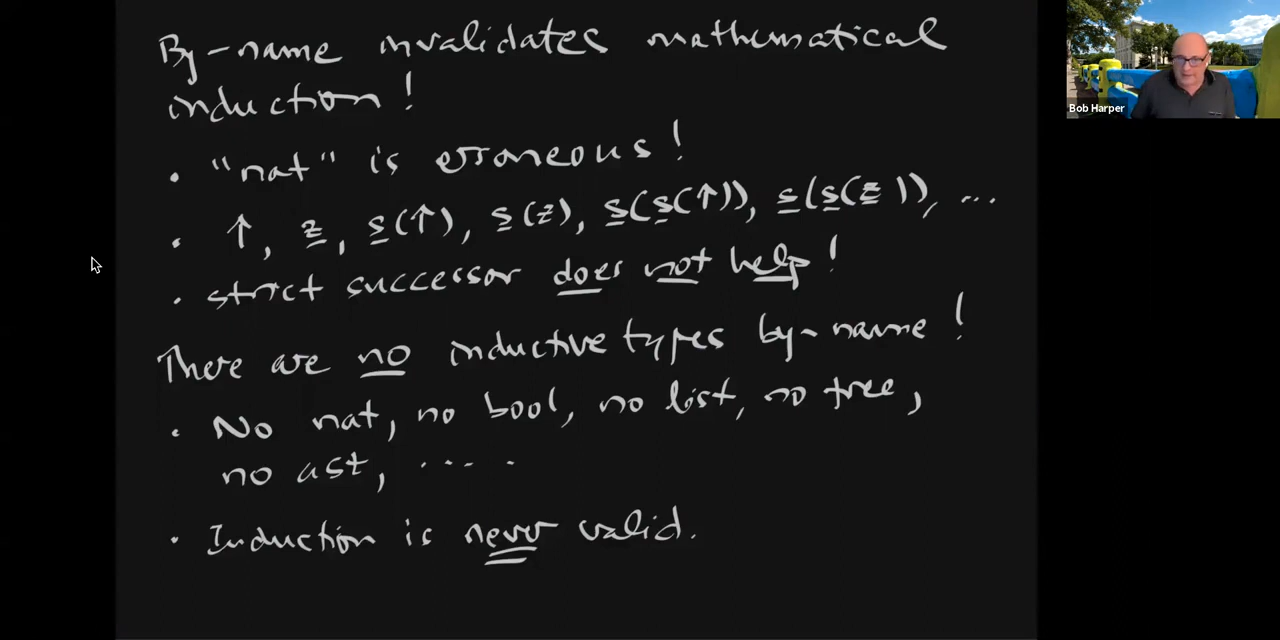 By-name invalidates mathematical
induction!
• "nat" is erroneous!
• ↑, z, s(↑), s(z), s(s(↑)), s(s(z)), ...
• strict successor does not help!
There are no inductive types by-name!
• No nat, no bool, no list, no tree,
no ast, ....
• Induction is never valid.
Bob Harper